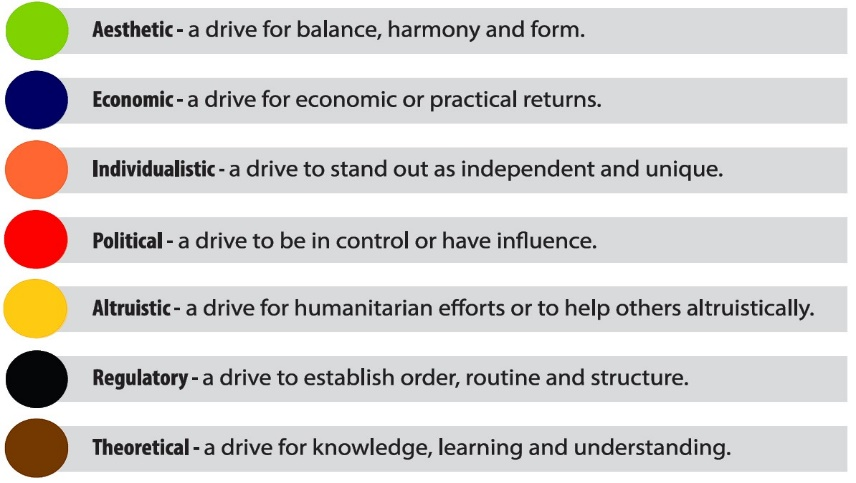 Aesthetic - a drive for balance, harmony and form.
Economic - a drive for economic or practical returns.
Individualistic - a drive to stand out as independent and unique.
Political - a drive to be in control or have influence.
Altruistic - a drive for humanitarian efforts or to help others altruistically.
Regulatory - a drive to establish order, routine and structure.
Theoretical - a drive for knowledge, learning and understanding.